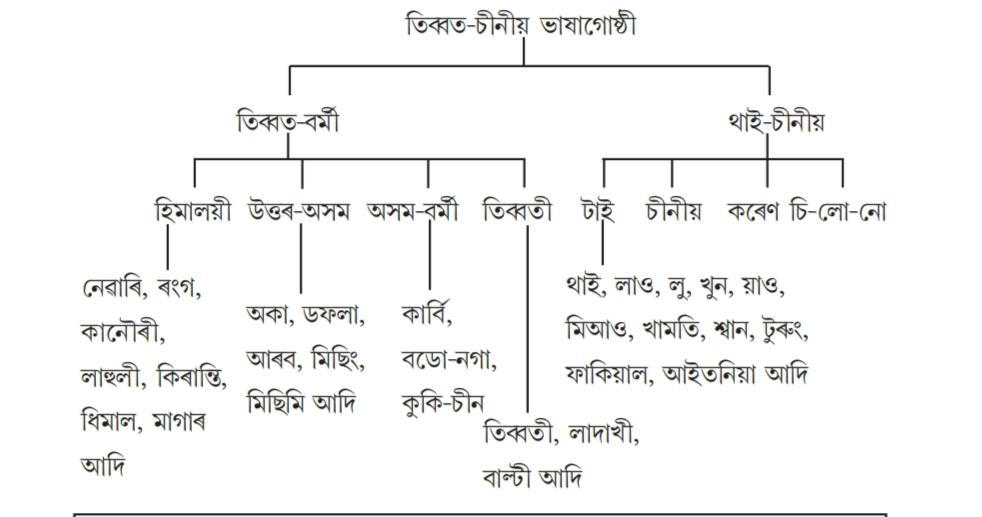 তিব্বত-চীনীয় ভাষাগোষ্ঠী
তিব্বত-বৰ্মী
থাই-চীনীয়
হিমালয়ী উত্তৰ-অসম অসম-বৰ্মী তিব্বতী টাই চীনীয় কৰেণ চি-লো-নো
নেৱাৰি, ৰংগ,
কানৌৰী,
লাহুলী, কিৰান্তি,
ধিমাল, মাগাৰ
আদি
অকা, ডফলা,
আৰব, মিছিং,
মিছিমি আদি
কাৰ্বি,
বডো-নগা,
কুকি-চীন
তিব্বতী, লাদাখী,
বাল্টী আদি
থাই, লাও, লু, খুন, য়াও,
মিআও, খামতি, শ্বান, টুৰুং,
ফাকিয়াল, আইতনিয়া আদি